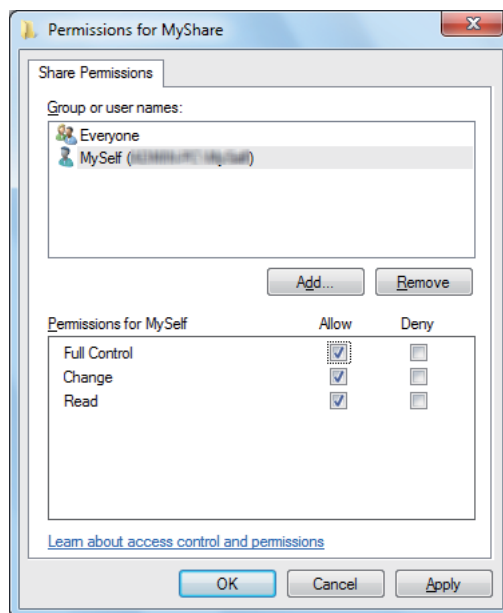 Permissions for MyShare
Share Permissions
Group or user names:
Everyone
MySelf ( )
Add... Remove
Permissions for MySelf Allow Deny
Full Control
Change
Read
Learn about access control and permissions
OK Cancel Apply